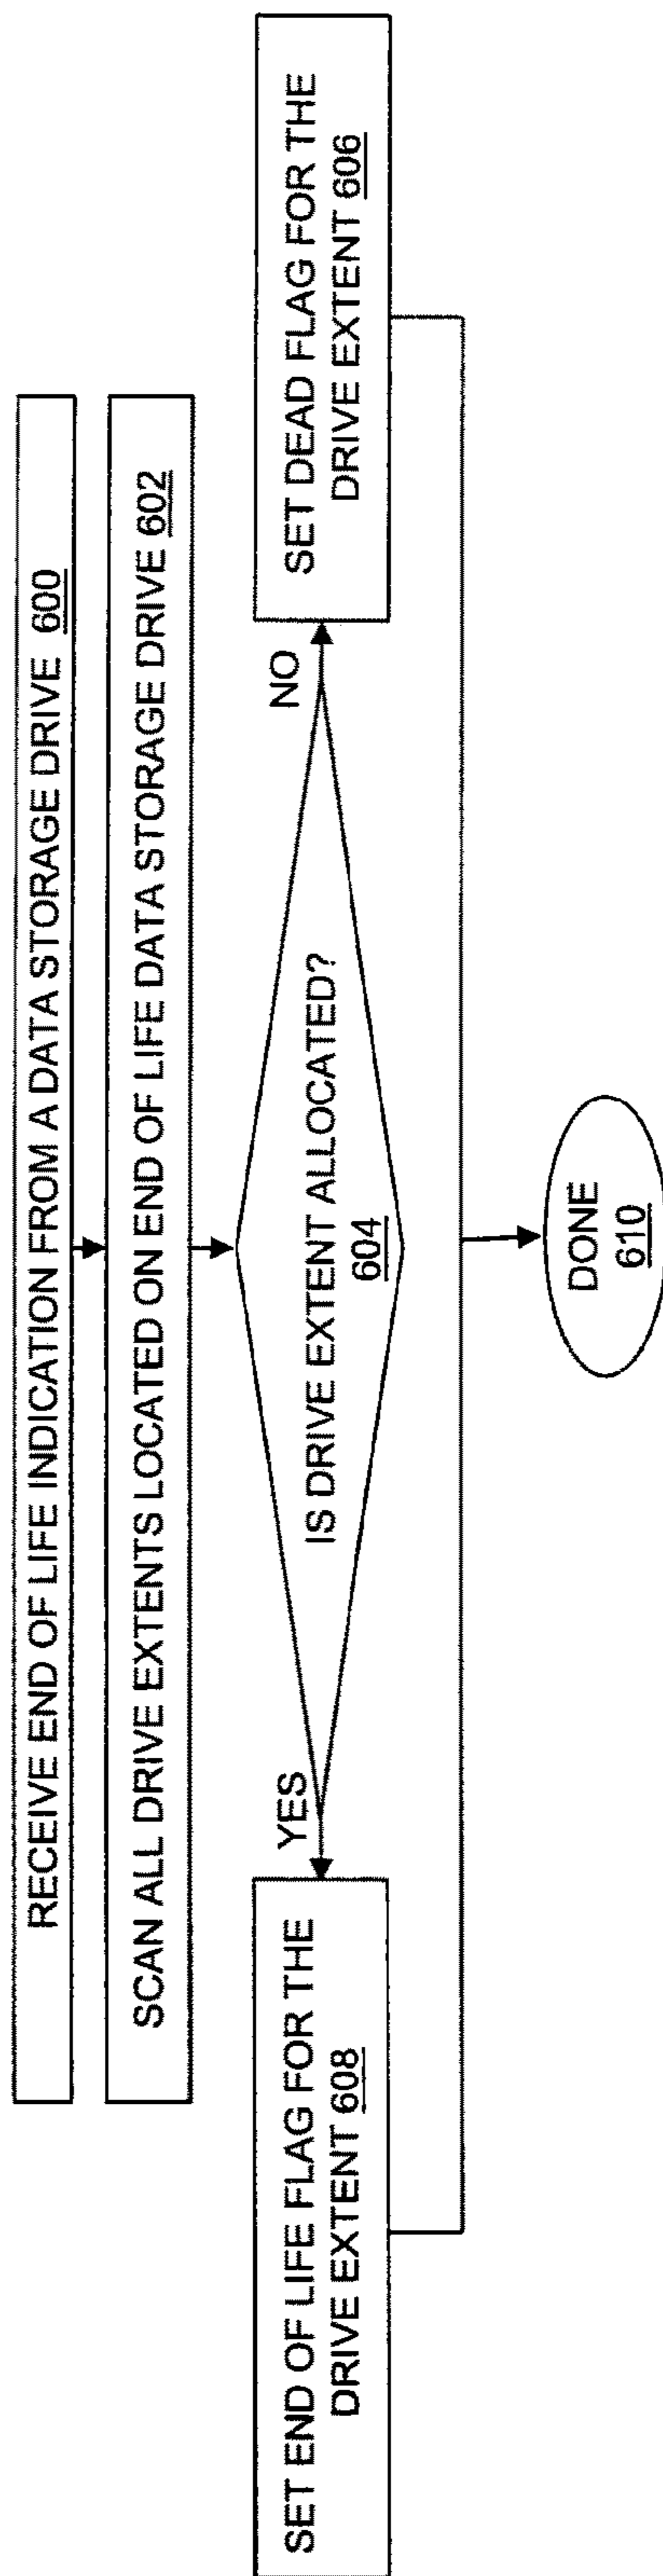 RECEIVE END OF LIFE INDICATION FROM A DATA STORAGE DRIVE 600
SCAN ALL DRIVE EXTENTS LOCATED ON END OF LIFE DATA STORAGE DRIVE 602
IS DRIVE EXTENT ALLOCATED?
604
YES
NO
SET END OF LIFE FLAG FOR THE
DRIVE EXTENT 608
SET DEAD FLAG FOR THE
DRIVE EXTENT 606
DONE
610